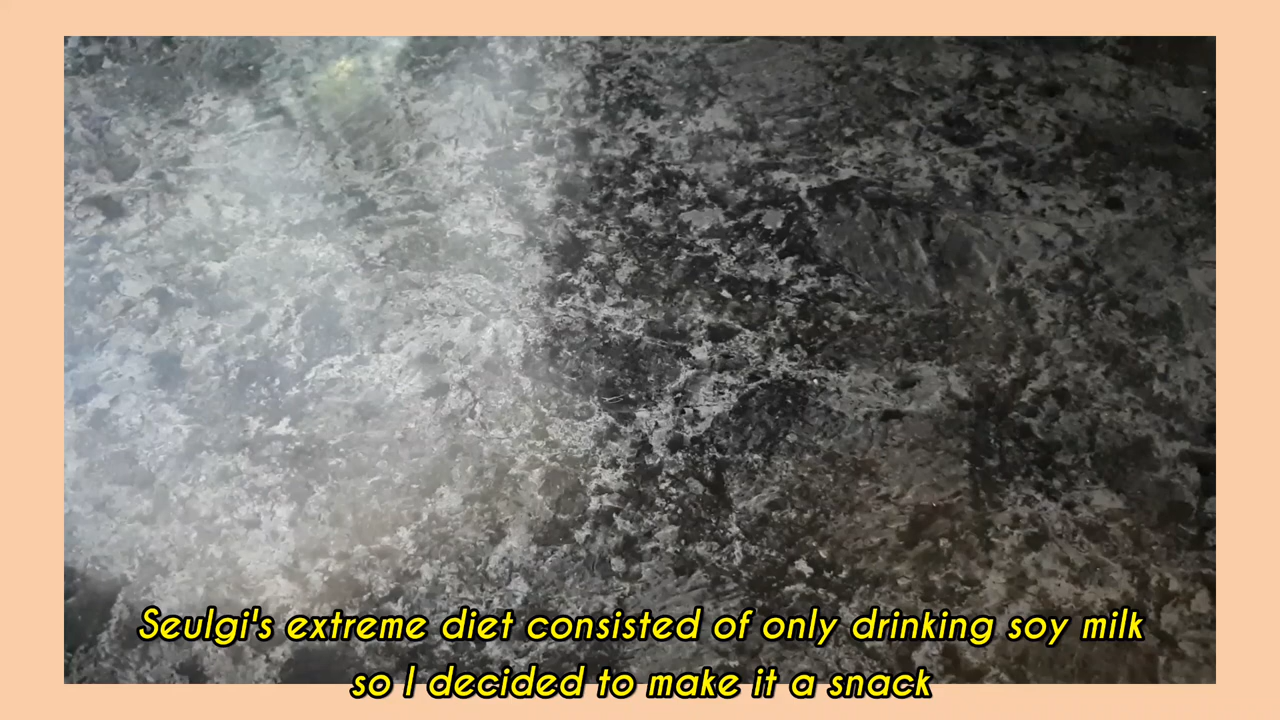 Seulgi's extreme diet consisted of only drinking soy milk
so I decided to make it a snack